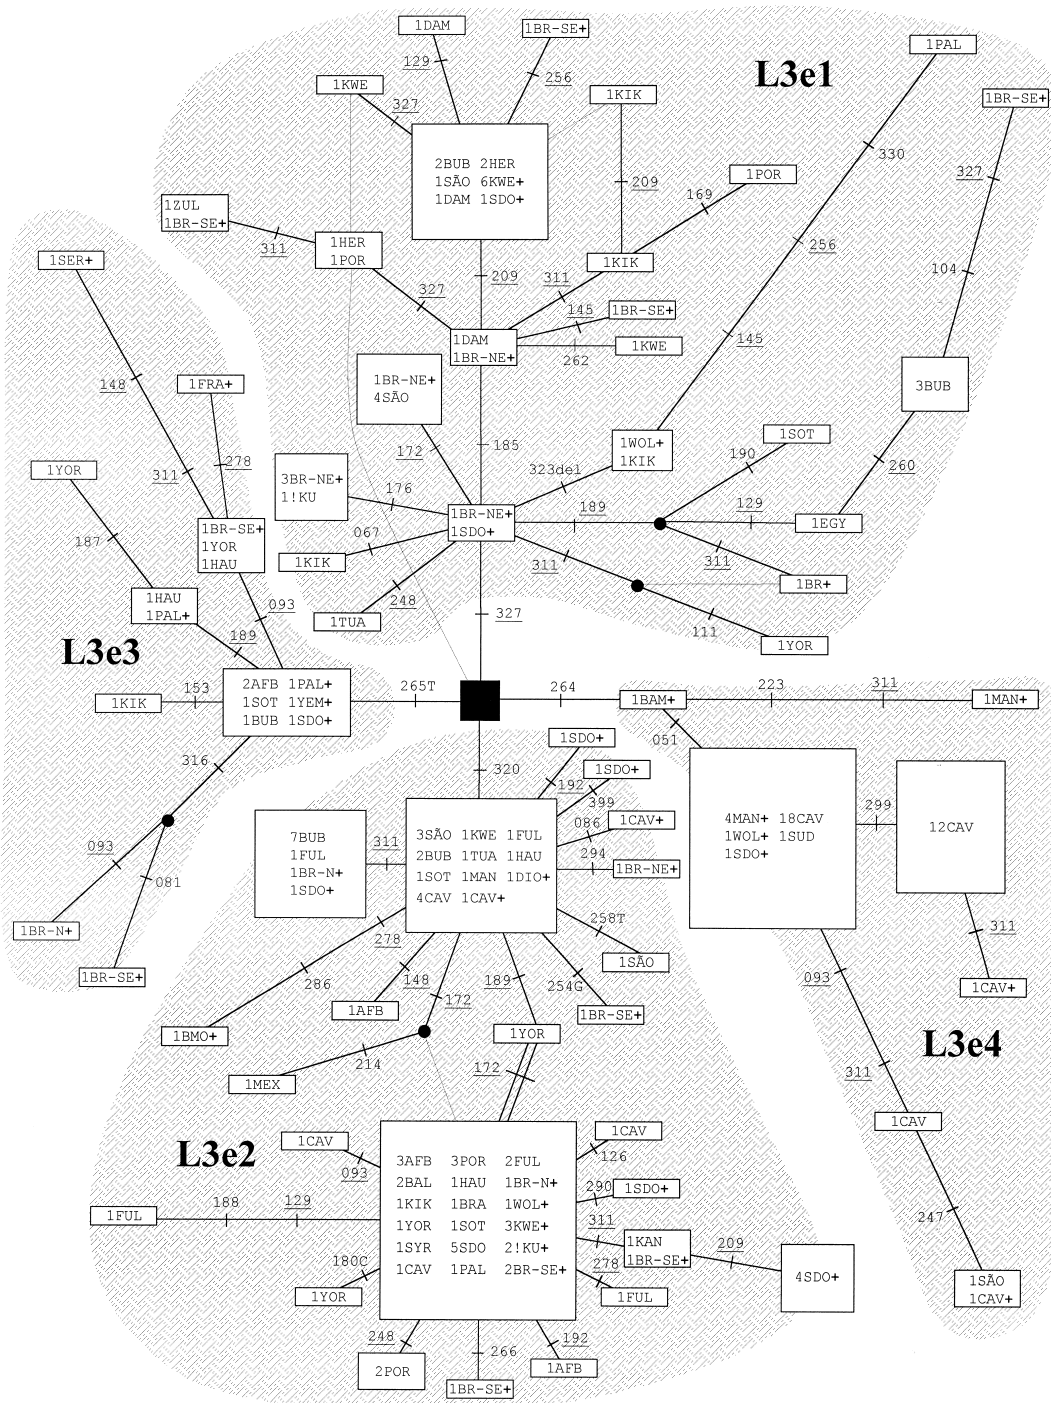 1DAM
1BR-SE+
1PAL
L3e1
129
256
1KWE
1KIK
1BR-SE+
327
330
2BUB 2HER
1SÃO 6KWE+
1DAM 1SDO+
209
169
1POR
327
1ZUL
1BR-SE+
311
1HER
1POR
1KIK
256
1SER+
209
311
104
327
145
1BR-SE+
1DAM
1BR-NE+
262
1KWE
145
148
1FRA+
1BR-NE+
4SÃO
3BUB
185
172
1WOL+
1KIK
1SOT
190
278
311
1YOR
323del
260
3BR-NE+
1!KU
176
1BR-NE+
1SDO+
189
129
1EGY
187
1BR-SE+
1YOR
1HAU
067
1KIK
311
311
1BR+
248
1HAU
1PAL+
093
1TUA
327
111
1YOR
189
L3e3
2AFB 1PAL+
1SOT 1YEM+
1BUB 1SDO+
153
1KIK
265T
264
1BAM+
223
311
1MAN+
051
316
320
1SDO+
192
1SDO+
399
093
081
7BUB
1FUL
1BR-N+
1SDO+
311
3SÃO 1KWE 1FUL
2BUB 1TUA 1HAU
1SOT 1MAN 1DIO+
4CAV 1CAV+
086
1CAV+
294
1BR-NE+
4MAN+ 18CAV
1WOL+ 1SUD
1SDO+
299
12CAV
1BR-N+
1BR-SE+
278
286
148
172
189
258T
1SÃO
254G
093
311
1CAV+
1BMO+
1AFB
1YOR
1BR-SE+
L3e4
214
1MEX
172
311
1CAV
L3e2
1CAV
093
3AFB 3POR 2FUL
2BAL 1HAU 1BR-N+
1KIK 1BRA 1WOL+
1YOR 1SOT 3KWE+
1SYR 5SDO 2!KU+
1CAV 1PAL 2BR-SE+
1CAV
126
290
1SDO+
1FUL
188
129
311
1KAN
1BR-SE+
209
4SDO+
247
180C
1YOR
278
1FUL
1SÃO
1CAV+
248
2POR
266
1BR-SE+
192
1AFB